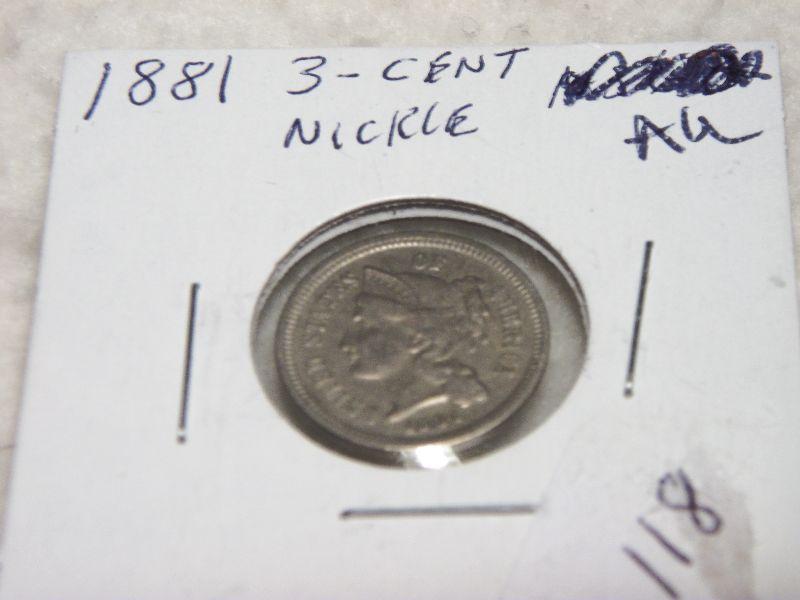 1881 3-CENT
NICKLE AU
UNITED STATES OF AMERICA
118